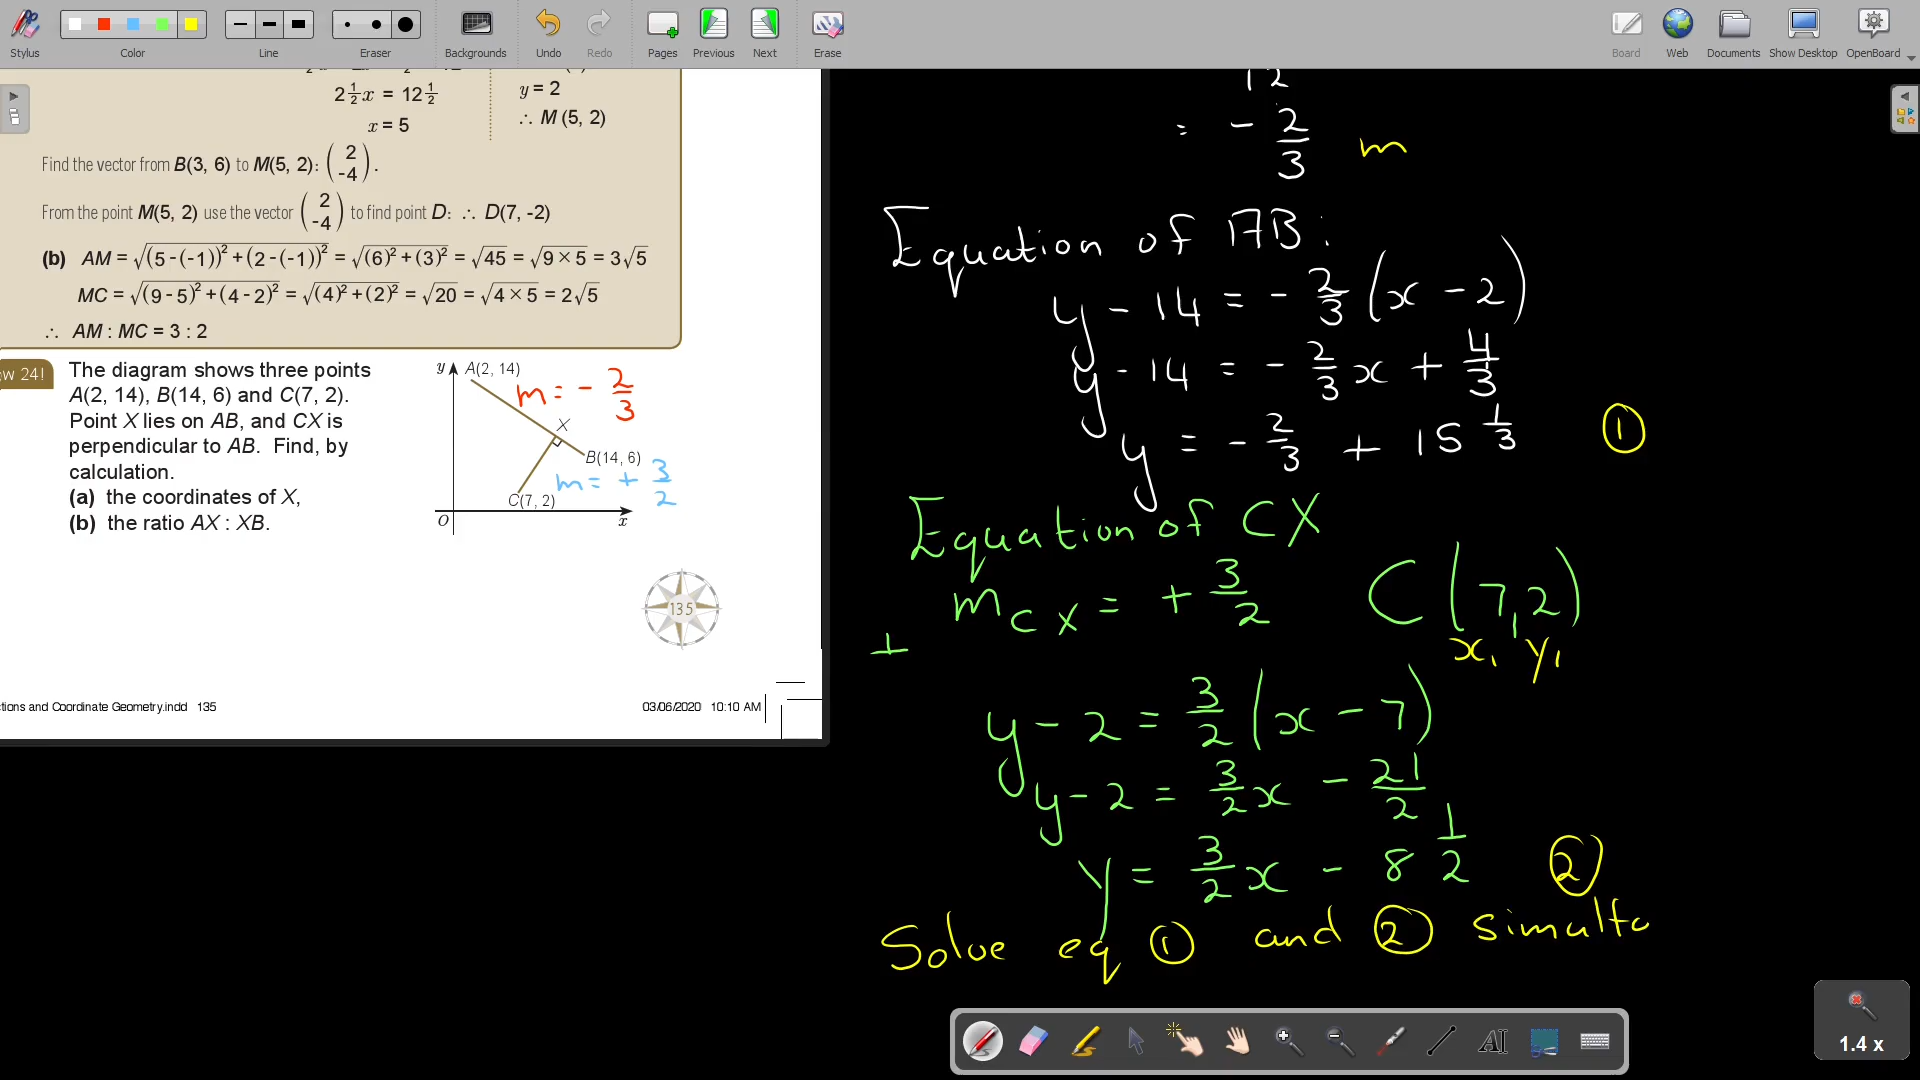 Stylus
Color
Line
Eraser
Backgrounds
Undo
Redo
Pages
Previous
Next
Erase
Board
Web
Documents
Show Desktop
OpenBoard
2½x = 12½
x = 5
y = 2
∴ M (5, 2)
Find the vector from B(3, 6) to M(5, 2): (2 -4).
From the point M(5, 2) use the vector (2 -4) to find point D: ∴ D(7, -2)
(b) AM = √((5-(-1))² + (2-(-1))²) = √((6)² + (3)²) = √45 = √(9 × 5) = 3√5
MC = √((9-5)² + (4-2)²) = √((4)² + (2)²) = √20 = √(4 × 5) = 2√5
∴ AM : MC = 3 : 2
w 24!
The diagram shows three points
A(2, 14), B(14, 6) and C(7, 2).
Point X lies on AB, and CX is
perpendicular to AB. Find, by
calculation.
(a) the coordinates of X,
(b) the ratio AX : XB.
y
A(2, 14)
m = - 2/3
X
B(14, 6)
m = + 3/2
C(7, 2)
O
x
135
tions and Coordinate Geometry.indd 135
03/06/2020 10:10 AM
12
= - 2/3 m
Equation of AB:
y - 14 = - 2/3 (x - 2)
y - 14 = - 2/3 x + 4/3
y = - 2/3 + 15 1/3 ①
Equation of CX
m CX = + 3/2 C (7, 2)
x₁ y₁
⊥
y - 2 = 3/2 (x - 7)
y - 2 = 3/2 x - 21/2
y = 3/2 x - 8 1/2 ②
Solve eq ① and ② simulta
1.4 x